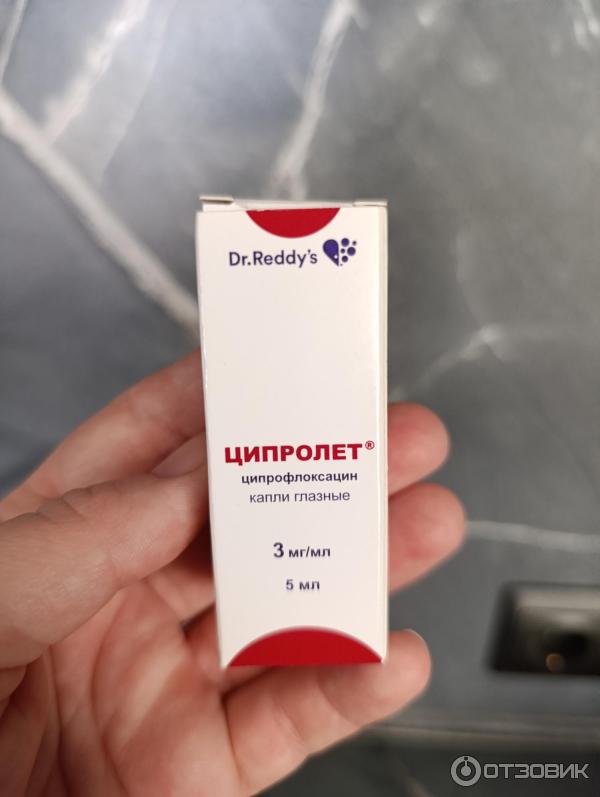 Dr.Reddy's
ЦИПРОЛЕТ®
ципрофлоксацин
капли глазные
3 мг/мл
5 мл
ОТЗОВИК